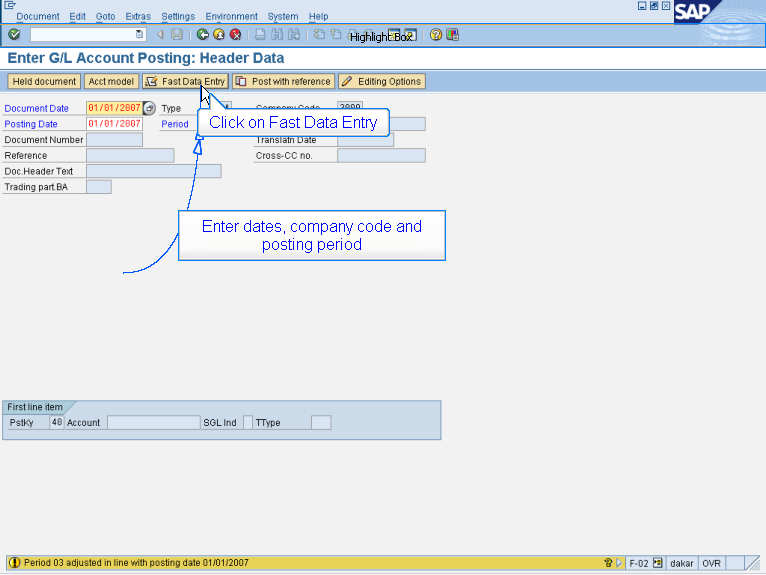 Document Edit Goto Extras Settings Environment System Help
SAP
Highlight Box
Enter G/L Account Posting: Header Data
Held document Acct model Fast Data Entry Post with reference Editing Options
Document Date 01/01/2007 Type Company Code 2000
Posting Date 01/01/2007 Period
Click on Fast Data Entry
Document Number Translatn Date
Reference Cross-CC no.
Doc.Header Text
Trading part.BA
Enter dates, company code and
posting period
First line item
PstKy 40 Account SGL Ind TType
Period 03 adjusted in line with posting date 01/01/2007 F-02 dakar OVR